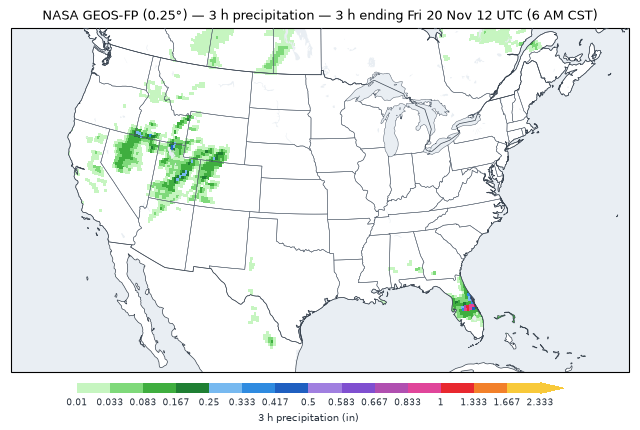 NASA GEOS-FP (0.25°) — 3 h precipitation — 3 h ending Fri 20 Nov 12 UTC (6 AM CST)
0.01 0.033 0.083 0.167 0.25 0.333 0.417 0.5 0.583 0.667 0.833 1 1.333 1.667 2.333
3 h precipitation (in)